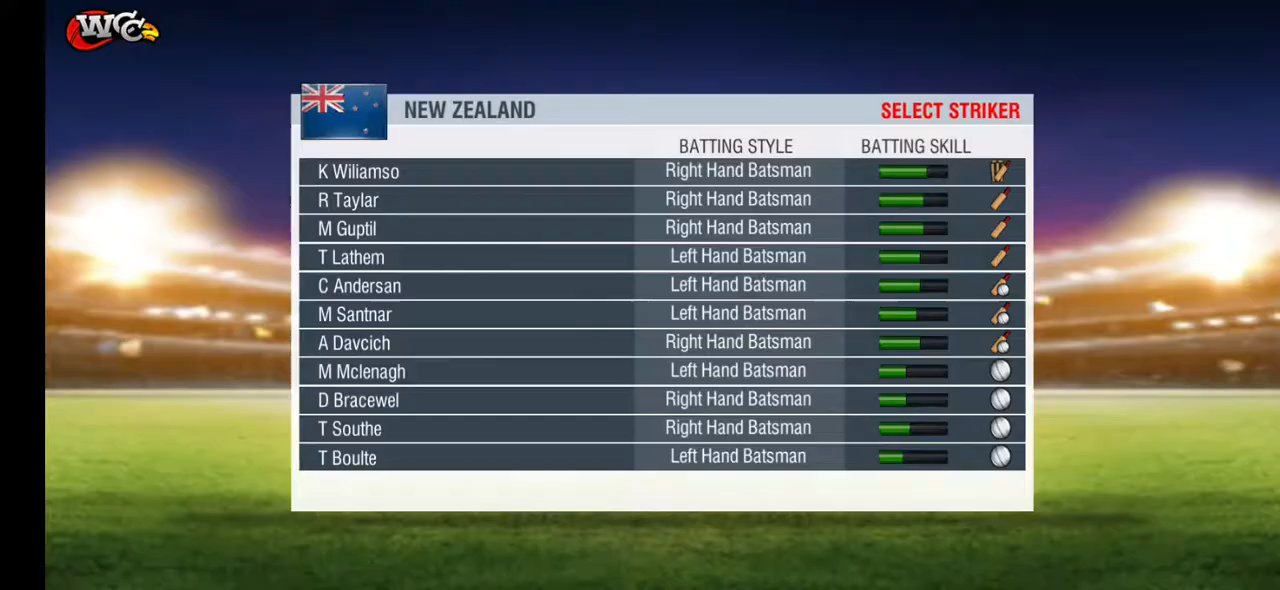 WCC2
NEW ZEALAND SELECT STRIKER
BATTING STYLE BATTING SKILL
K Wiliamso Right Hand Batsman
R Taylar Right Hand Batsman
M Guptil Right Hand Batsman
T Lathem Left Hand Batsman
C Andersan Left Hand Batsman
M Santnar Left Hand Batsman
A Davcich Right Hand Batsman
M Mclenagh Left Hand Batsman
D Bracewel Right Hand Batsman
T Southe Right Hand Batsman
T Boulte Left Hand Batsman